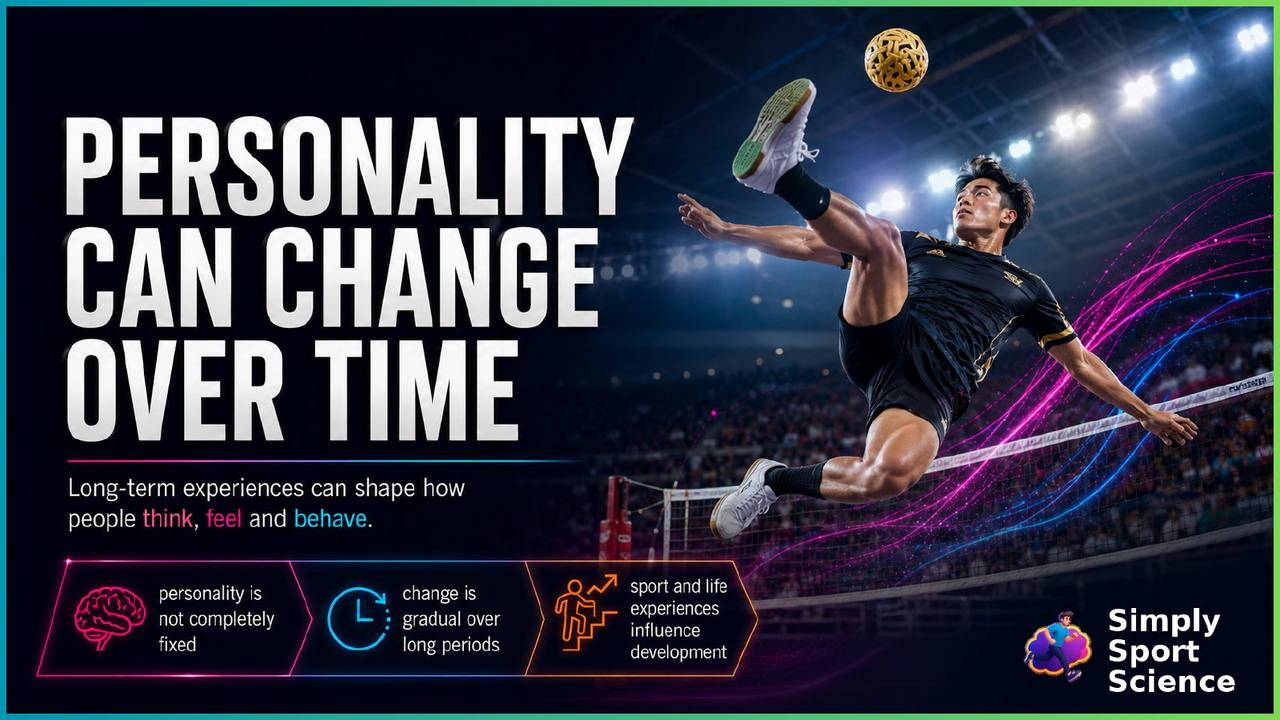 PERSONALITY
CAN CHANGE
OVER TIME
Long-term experiences can shape how
people think, feel and behave.
personality is
not completely
fixed
change is
gradual over
long periods
sport and life
experiences
influence
development
Simply
Sport
Science